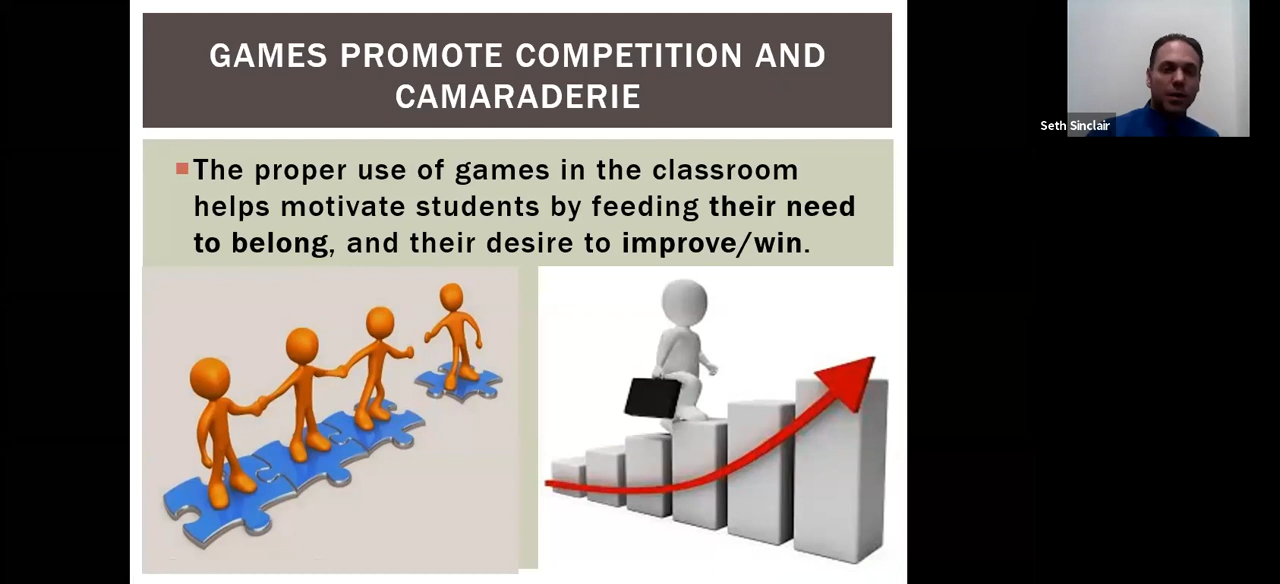 GAMES PROMOTE COMPETITION AND
CAMARADERIE
The proper use of games in the classroom
helps motivate students by feeding their need
to belong, and their desire to improve/win.
Seth Sinclair